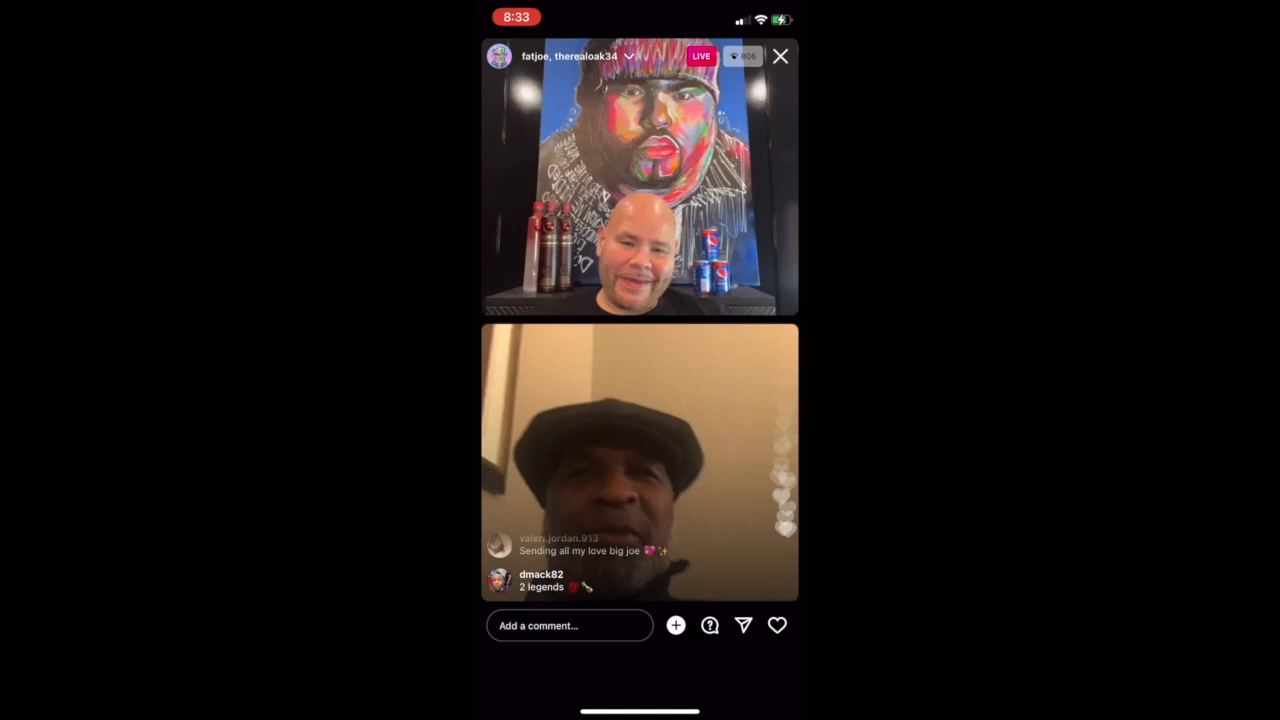 8:33
fatjoe, therealoak34
LIVE
806
valeri.jordan.913
Sending all my love big joe 💖✨
dmack82
2 legends 💯🍾
Add a comment...